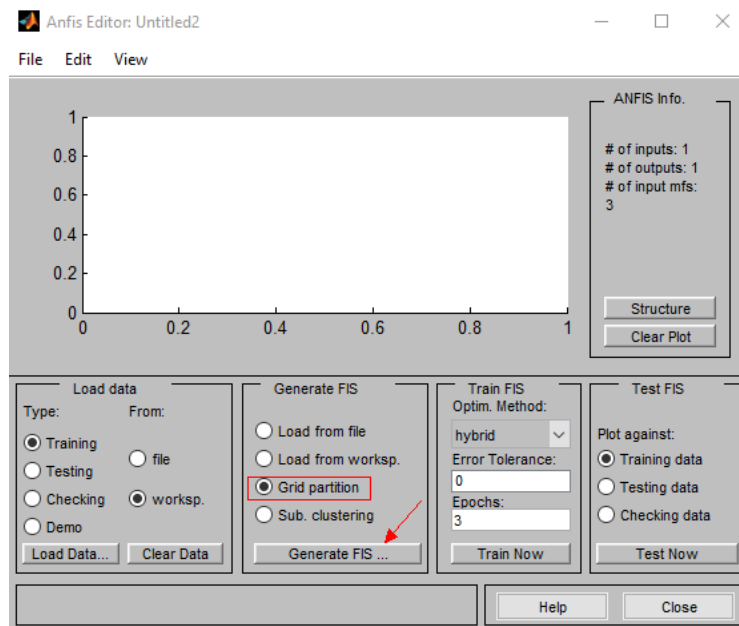 Anfis Editor: Untitled2
File Edit View
1
0.8
0.6
0.4
0.2
0
0 0.2 0.4 0.6 0.8 1
ANFIS Info.
# of inputs: 1
# of outputs: 1
# of input mfs:
3
Structure
Clear Plot
Load data
Type: From:
Training
Testing
Checking
Demo
file
worksp.
Load Data... Clear Data
Generate FIS
Load from file
Load from worksp.
Grid partition
Sub. clustering
Generate FIS ...
Train FIS
Optim. Method:
hybrid
Error Tolerance:
0
Epochs:
3
Train Now
Test FIS
Plot against:
Training data
Testing data
Checking data
Test Now
Help Close